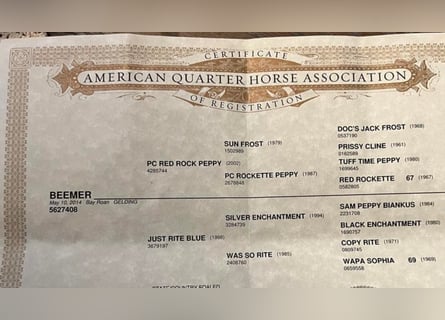 CERTIFICATE
AMERICAN QUARTER HORSE ASSOCIATION
OF REGISTRATION
DOC'S JACK FROST (1968)
0537190
SUN FROST (1979)
1502989
PRISSY CLINE (1961)
0162589
PC RED ROCK PEPPY (2002)
4285744
TUFF TIME PEPPY (1980)
1699645
PC ROCKETTE PEPPY (1987)
2678848
RED ROCKETTE 67 (1967)
0582805
BEEMER
May 10, 2014 Bay Roan GELDING
5627408
SAM PEPPY BIANKUS (1984)
2231708
SILVER ENCHANTMENT (1994)
3284739
BLACK ENCHANTMENT (1980)
1690757
JUST RITE BLUE (1998)
3679197
COPY RITE (1971)
0809745
WAS SO RITE (1985)
2408760
WAPA SOPHIA 69 (1969)
0659558